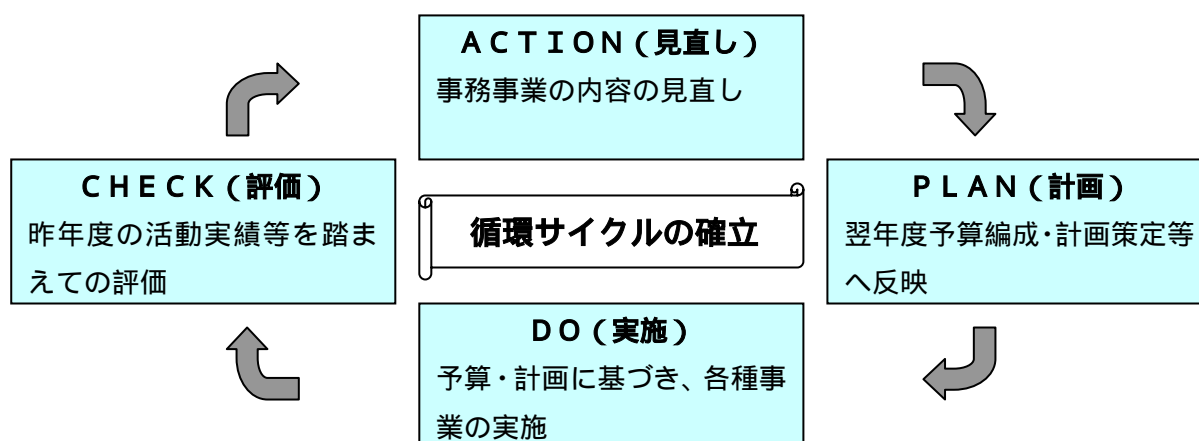 ＡＣＴＩＯＮ（見直し）
事務事業の内容の見直し
ＣＨＥＣＫ（評価）
昨年度の活動実績等を踏ま
えての評価
循環サイクルの確立
ＰＬＡＮ（計画）
翌年度予算編成・計画策定等
へ反映
ＤＯ（実施）
予算・計画に基づき、各種事
業の実施